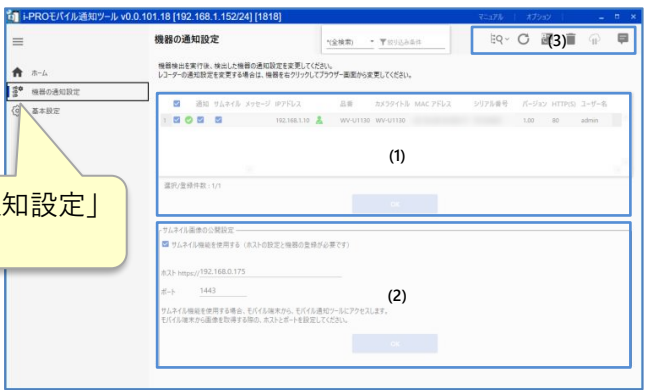 i-PROモバイル通知ツール v0.0.101.18 [192.168.1.152/24] [1818]
マニュアル | オプション |
機器の通知設定
*(全検索) 絞り込み条件
(3)
機器検出を実行後、検出した機器の通知設定を変更してください。
レコーダーの通知設定を変更する場合は、機器を右クリックしてブラウザー画面から変更してください。
ホーム
機器の通知設定
基本設定
通知 サムネイル メッセージ IPアドレス 品番 カメラタイトル MAC アドレス シリアル番号 バージョン HTTP(S) ユーザー名
1 192.168.1.10 WV-U1130 WV-U1130 1.00 80 admin
(1)
選択/登録件数 : 1/1
OK
知設定」
サムネイル画像の公開設定
サムネイル機能を使用する（ホストの設定と機器の登録が必要です）
ホスト https://192.168.0.175
ポート 1443
(2)
サムネイル機能を使用する場合、モバイル端末から、モバイル通知ツールにアクセスします。
モバイル端末から画像を取得する際の、ホストとポートを設定してください。
OK